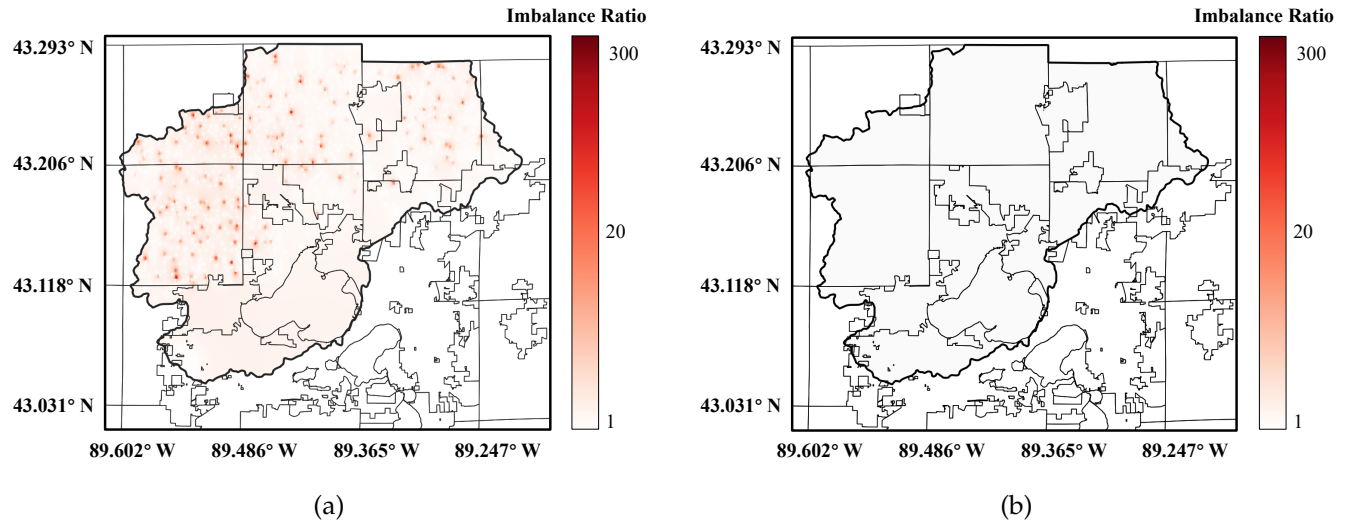 Imbalance Ratio
43.293° N
43.206° N
43.118° N
43.031° N
89.602° W 89.486° W 89.365° W 89.247° W
300
20
1
(a)
Imbalance Ratio
43.293° N
43.206° N
43.118° N
43.031° N
89.602° W 89.486° W 89.365° W 89.247° W
300
20
1
(b)